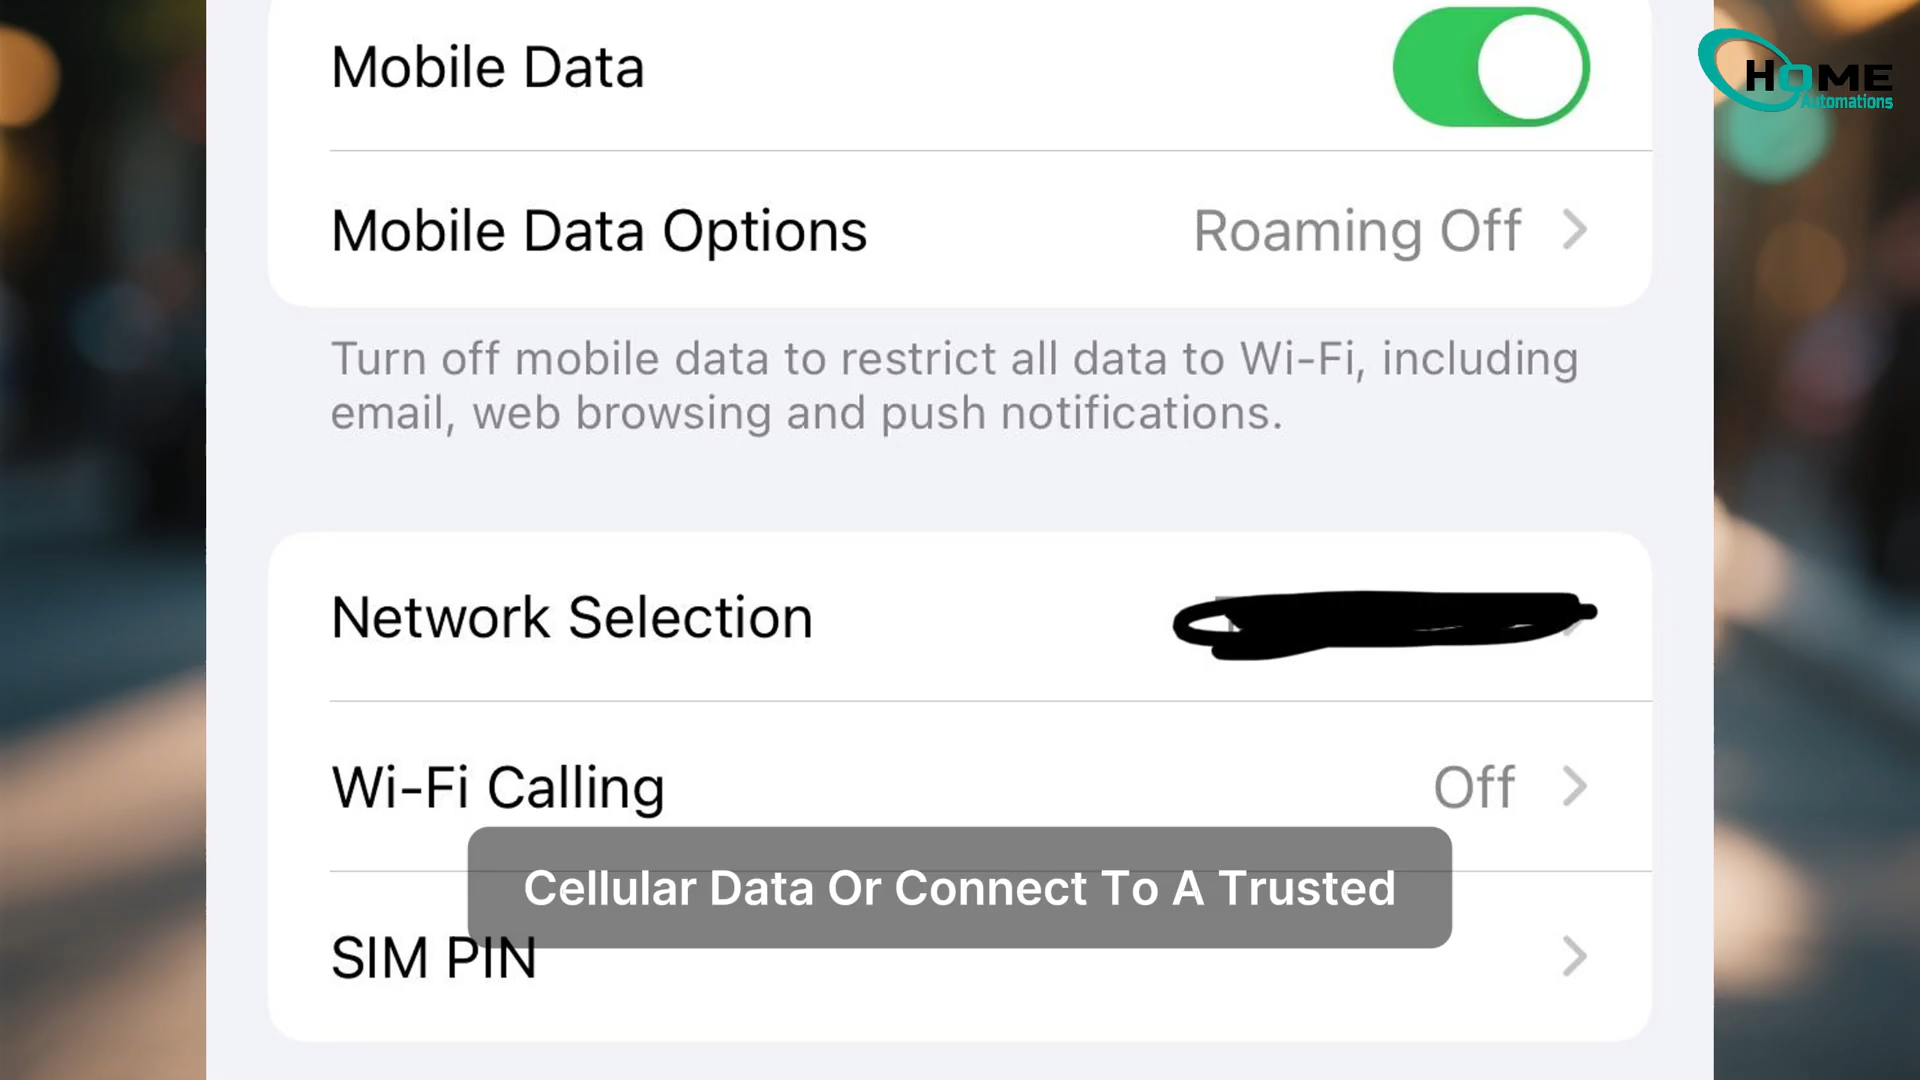 Mobile Data
HOME
Automations
Mobile Data Options Roaming Off
Turn off mobile data to restrict all data to Wi-Fi, including
email, web browsing and push notifications.
Network Selection
Wi-Fi Calling Off
Cellular Data Or Connect To A Trusted
SIM PIN